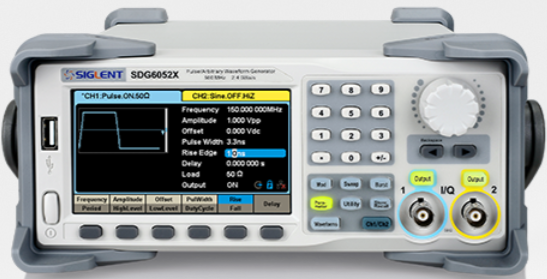 SIGLENT SDG6052X Pulse/Arbitrary Waveform Generator
500 MHz 2.4 GSa/s
*CH1:Pulse.ON.50Ω CH2:Sine.OFF.HiZ
Frequency 150.000 000MHz
Amplitude 1.000 Vpp
Offset 0.000 Vdc
Pulse Width 3.3ns
Rise Edge 1.0ns
Delay 0.000 000 s
Load 50 Ω
Output ON
Frequency Amplitude Offset PulWidth Rise Delay
Period HighLevel LowLevel DutyCycle Fall
7 8 9
4 5 6
1 2 3
0 . +/-
Mod Sweep Burst
Utility
Waveforms Ch1/Ch2
Output Output
1 I/Q 2